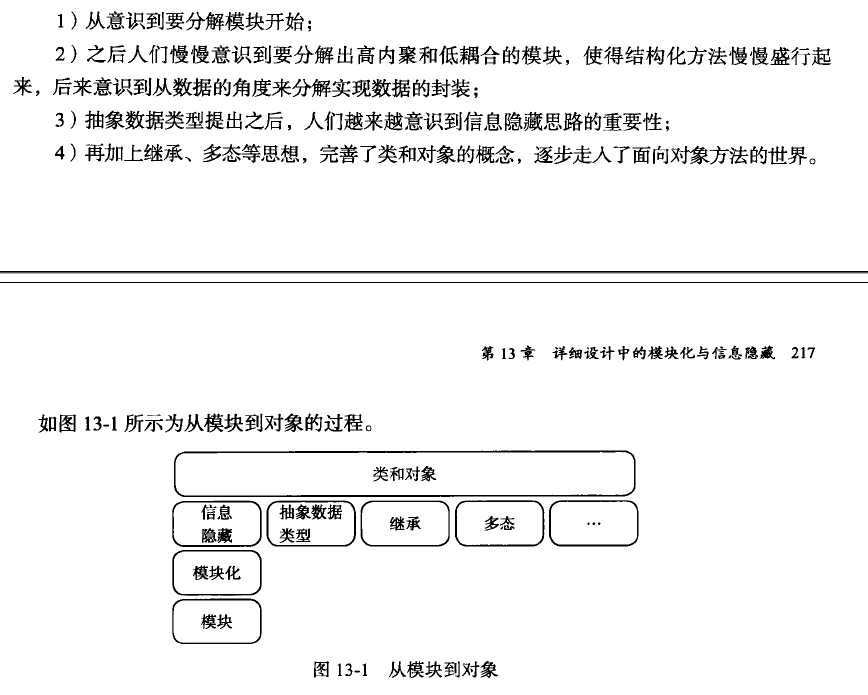 1）从意识到要分解模块开始；
2）之后人们慢慢意识到要分解出高内聚和低耦合的模块，使得结构化方法慢慢盛行起
来，后来意识到从数据的角度来分解实现数据的封装；
3）抽象数据类型提出之后，人们越来越意识到信息隐藏思路的重要性；
4）再加上继承、多态等思想，完善了类和对象的概念，逐步走入了面向对象方法的世界。
第 13 章 详细设计中的模块化与信息隐藏 217
如图 13-1 所示为从模块到对象的过程。
类和对象
信息
隐藏
抽象数据
类型
继承
多态
…
模块化
模块
图 13-1 从模块到对象